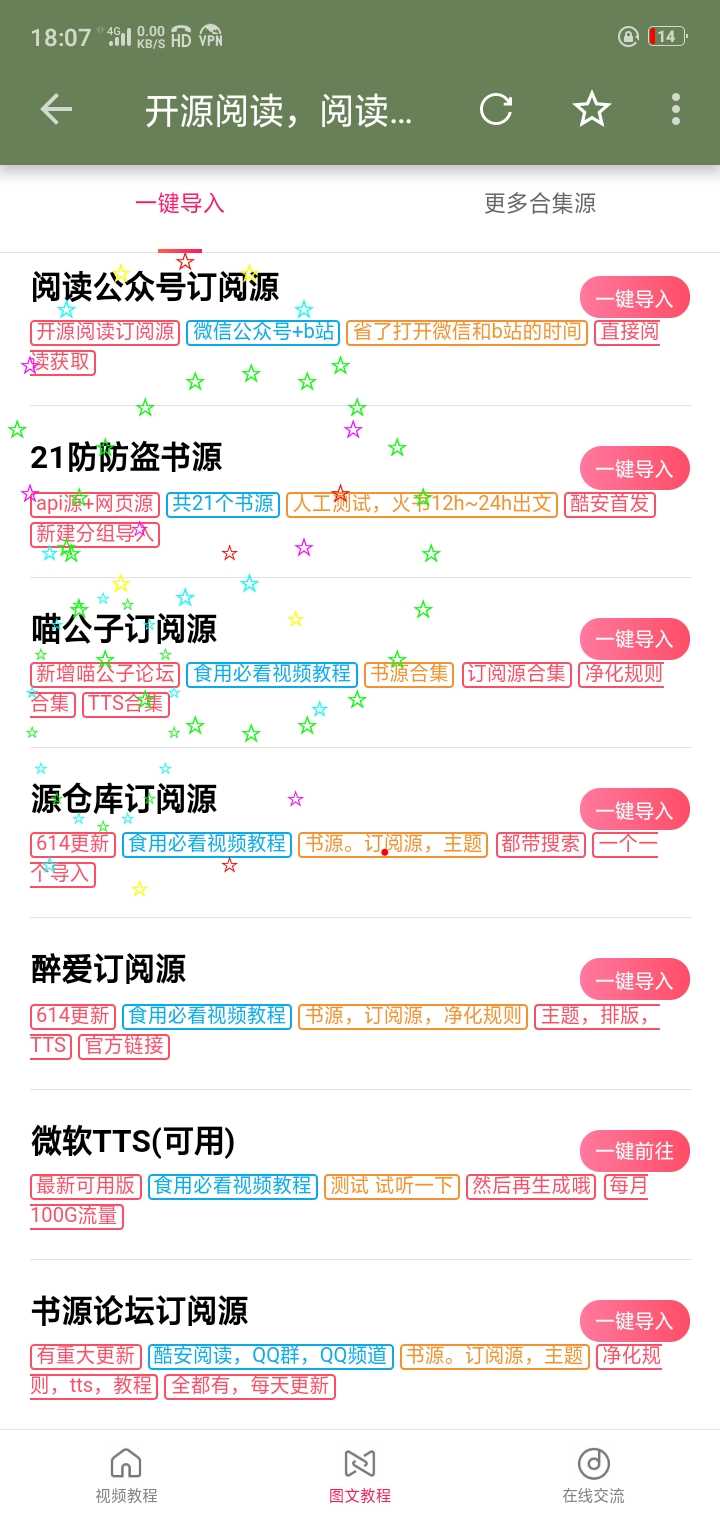 18:07 4G 0.00 KB/S HD VPN 14
开源阅读，阅读...
一键导入 更多合集源
阅读公众号订阅源 一键导入
开源阅读订阅源 微信公众号+b站 省了打开微信和b站的时间 直接阅
读获取
21防防盗书源 一键导入
api源+网页源 共21个书源 人工测试，火书12h~24h出文 酷安首发
新建分组导入
喵公子订阅源 一键导入
新增喵公子论坛 食用必看视频教程 书源合集 订阅源合集 净化规则
合集 TTS合集
源仓库订阅源 一键导入
614更新 食用必看视频教程 书源。订阅源，主题 都带搜索 一个一
个导入
醉爱订阅源 一键导入
614更新 食用必看视频教程 书源，订阅源，净化规则 主题，排版，
TTS 官方链接
微软TTS(可用) 一键前往
最新可用版 食用必看视频教程 测试 试听一下 然后再生成哦 每月
100G流量
书源论坛订阅源 一键导入
有重大更新 酷安阅读，QQ群，QQ频道 书源。订阅源，主题 净化规
则，tts，教程 全都有，每天更新
视频教程 图文教程 在线交流